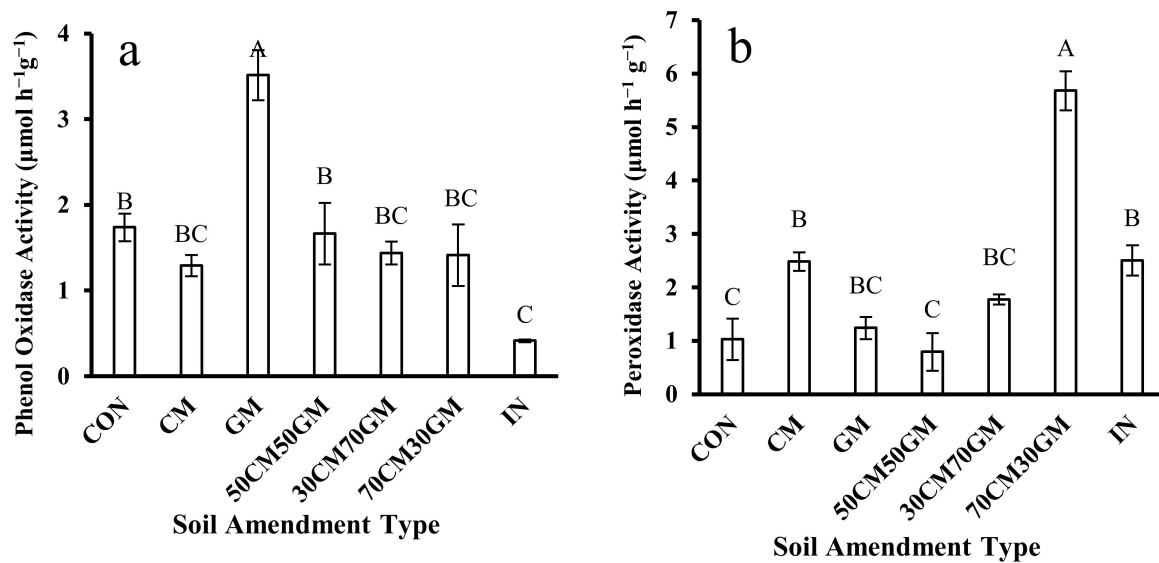 a
Phenol Oxidase Activity (µmol h⁻¹g⁻¹)
4
3
2
1
0
B
BC
A
B
BC
BC
C
CON
CM
GM
50CM50GM
30CM70GM
70CM30GM
IN
Soil Amendment Type
b
Peroxidase Activity (µmol h⁻¹ g⁻¹)
7
6
5
4
3
2
1
0
C
B
BC
C
BC
A
B
CON
CM
GM
50CM50GM
30CM70GM
70CM30GM
IN
Soil Amendment Type